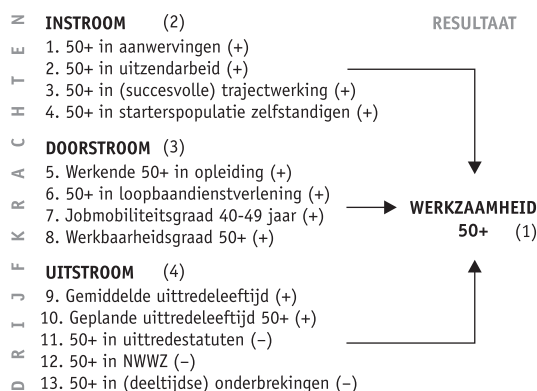 INSTROOM (2)
RESULTAAT
1. 50+ in aanwervingen (+)
2. 50+ in uitzendarbeid (+)
3. 50+ in (succesvolle) trajectwerking (+)
4. 50+ in starterspopulatie zelfstandigen (+)
DOORSTROOM (3)
5. Werkende 50+ in opleiding (+)
6. 50+ in loopbaandienstverlening (+)
7. Jobmobiliteitsgraad 40-49 jaar (+)
8. Werkbaarheidsgraad 50+ (+)
WERKZAAMHEID
50+ (1)
UITSTROOM (4)
9. Gemiddelde uittredeleeftijd (+)
10. Geplande uittredeleeftijd 50+ (+)
11. 50+ in uittredestatuten (−)
12. 50+ in NWWZ (−)
13. 50+ in (deeltijdse) onderbrekingen (−)
DRIJFKRACHTEN